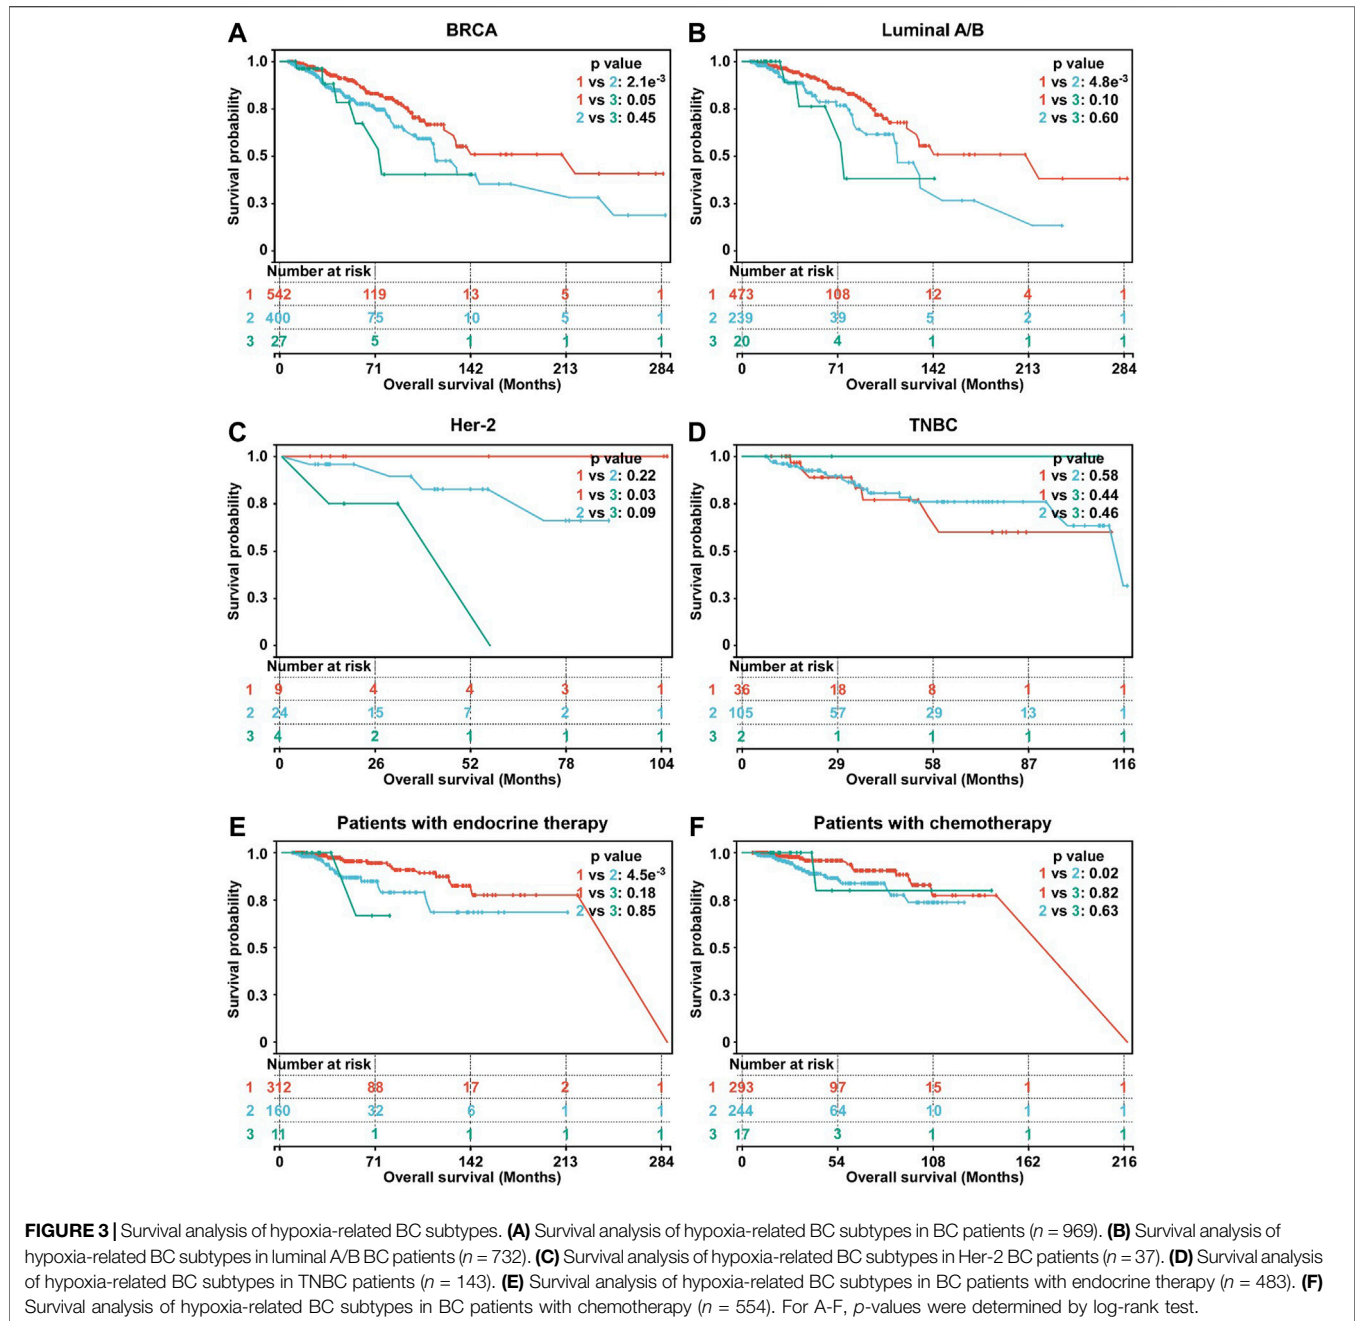 A
BRCA
Survival probability
1.0
0.8
0.5
0.3
0
p value
1 vs 2: 2.1e-3
1 vs 3: 0.05
2 vs 3: 0.45
Number at risk
1 542 119 13 5 1
2 400 75 10 5 1
3 27 5 1 1 1
0 71 142 213 284
Overall survival (Months)
B
Luminal A/B
Survival probability
1.0
0.8
0.5
0.3
0
p value
1 vs 2: 4.8e-3
1 vs 3: 0.10
2 vs 3: 0.60
Number at risk
1 473 108 12 4 1
2 239 39 5 2 1
3 20 4 1 1 1
0 71 142 213 284
Overall survival (Months)
C
Her-2
Survival probability
1.0
0.8
0.5
0.3
0
p value
1 vs 2: 0.22
1 vs 3: 0.03
2 vs 3: 0.09
Number at risk
1 9 4 4 3 1
2 24 15 7 2 1
3 4 2 1 1 1
0 26 52 78 104
Overall survival (Months)
D
TNBC
Survival probability
1.0
0.8
0.5
0.3
0
p value
1 vs 2: 0.58
1 vs 3: 0.44
2 vs 3: 0.46
Number at risk
1 36 18 8 1 1
2 105 57 29 13 1
3 2 1 1 1 1
0 29 58 87 116
Overall survival (Months)
E
Patients with endocrine therapy
Survival probability
1.0
0.8
0.5
0.3
0
p value
1 vs 2: 4.5e-3
1 vs 3: 0.18
2 vs 3: 0.85
Number at risk
1 312 88 17 2 1
2 160 32 6 1 1
3 11 1 1 1 1
0 71 142 213 284
Overall survival (Months)
F
Patients with chemotherapy
Survival probability
1.0
0.8
0.5
0.3
0
p value
1 vs 2: 0.02
1 vs 3: 0.82
2 vs 3: 0.63
Number at risk
1 293 97 15 1 1
2 244 64 10 1 1
3 17 3 1 1 1
0 54 108 162 216
Overall survival (Months)
FIGURE 3 | Survival analysis of hypoxia-related BC subtypes. (A) Survival analysis of hypoxia-related BC subtypes in BC patients (n = 969). (B) Survival analysis of
hypoxia-related BC subtypes in luminal A/B BC patients (n = 732). (C) Survival analysis of hypoxia-related BC subtypes in Her-2 BC patients (n = 37). (D) Survival analysis
of hypoxia-related BC subtypes in TNBC patients (n = 143). (E) Survival analysis of hypoxia-related BC subtypes in BC patients with endocrine therapy (n = 483). (F)
Survival analysis of hypoxia-related BC subtypes in BC patients with chemotherapy (n = 554). For A-F, p-values were determined by log-rank test.